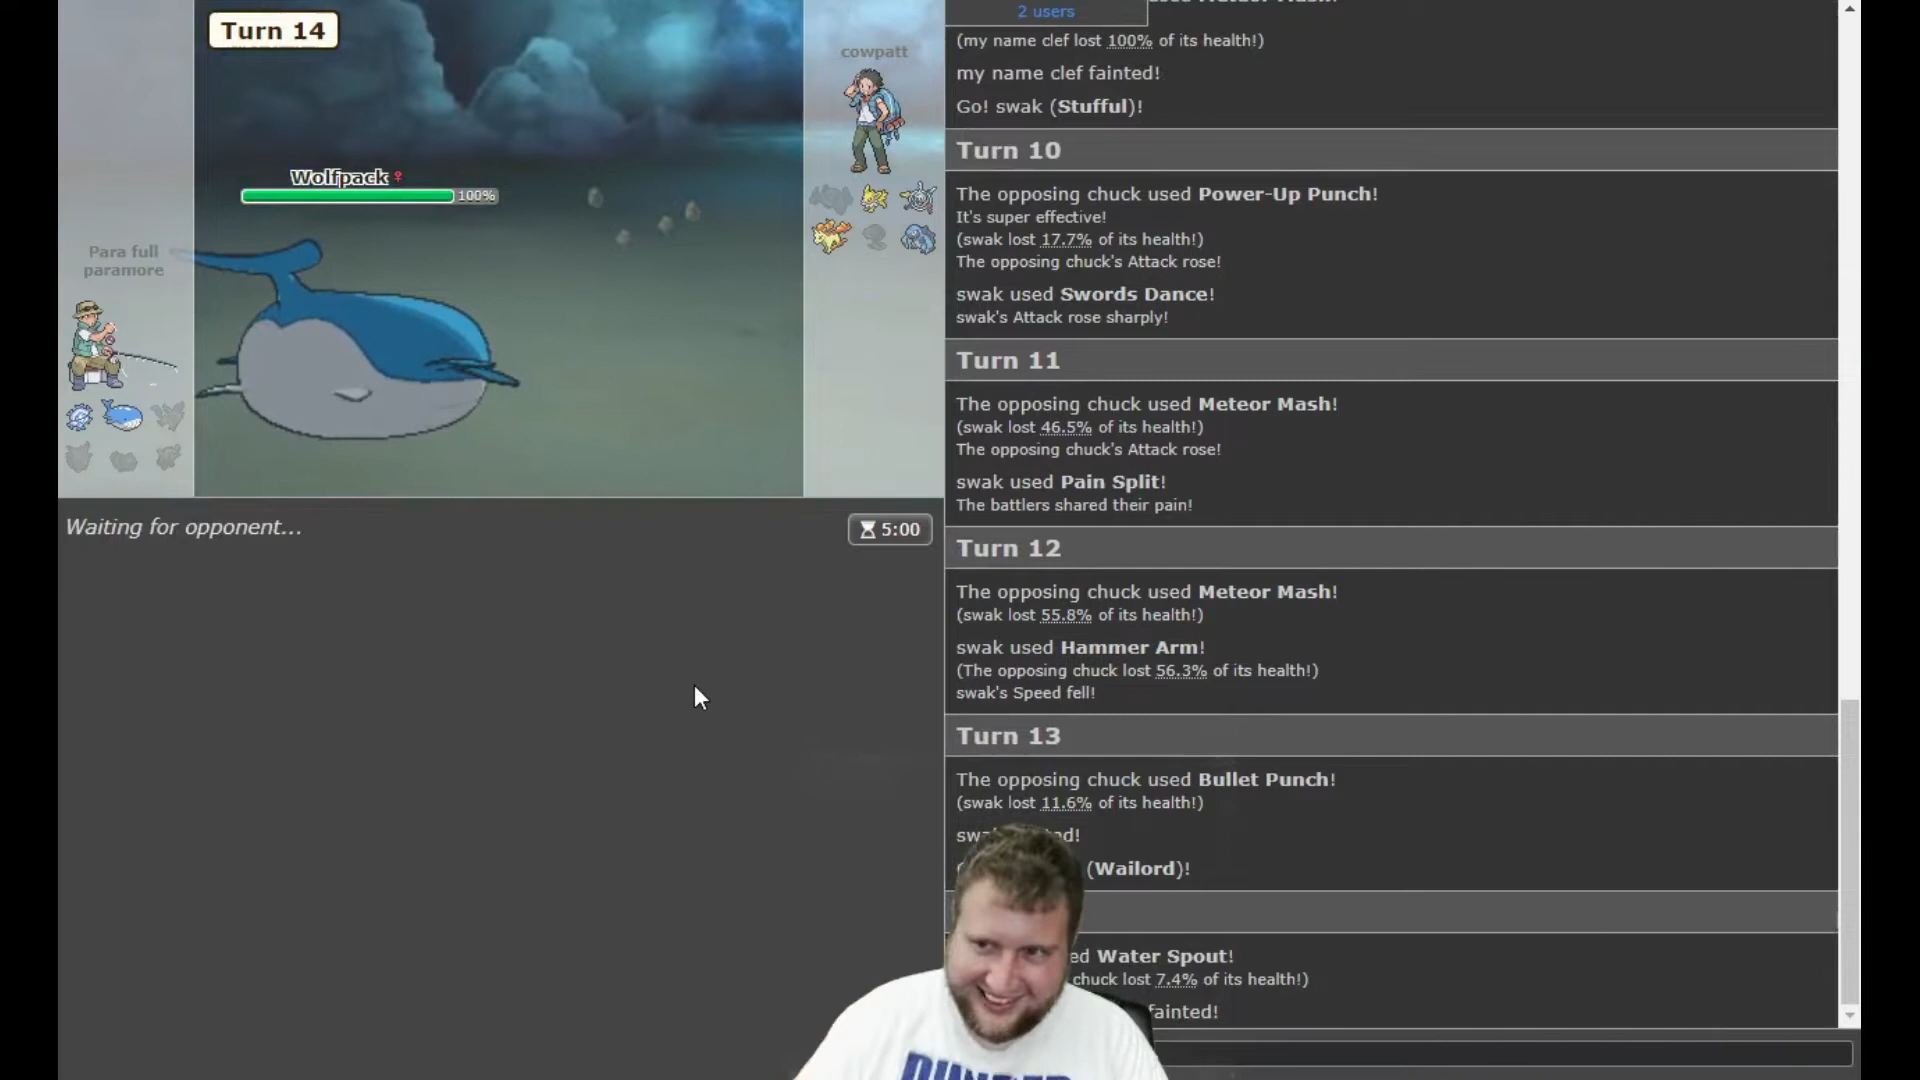 Turn 14
cowpatt
Wolfpack ♀
100%
Para full
paramore
Waiting for opponent...
5:00
2 users
(my name clef lost 100% of its health!)
my name clef fainted!
Go! swak (Stufful)!
Turn 10
The opposing chuck used Power-Up Punch!
It's super effective!
(swak lost 17.7% of its health!)
The opposing chuck's Attack rose!
swak used Swords Dance!
swak's Attack rose sharply!
Turn 11
The opposing chuck used Meteor Mash!
(swak lost 46.5% of its health!)
The opposing chuck's Attack rose!
swak used Pain Split!
The battlers shared their pain!
Turn 12
The opposing chuck used Meteor Mash!
(swak lost 55.8% of its health!)
swak used Hammer Arm!
(The opposing chuck lost 56.3% of its health!)
swak's Speed fell!
Turn 13
The opposing chuck used Bullet Punch!
(swak lost 11.6% of its health!)
(Wailord)!
Water Spout!
chuck lost 7.4% of its health!)
fainted!